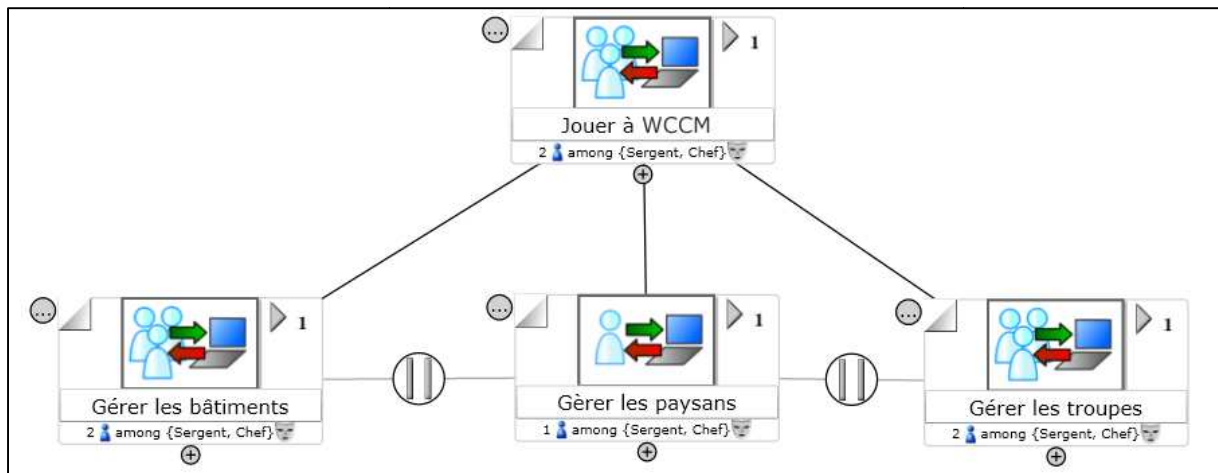 ... 1
Jouer à WCCM
2 among {Sergent, Chef}
... 1
Gérer les bâtiments
2 among {Sergent, Chef}
... 1
Gèrer les paysans
1 among {Sergent, Chef}
... 1
Gérer les troupes
2 among {Sergent, Chef}